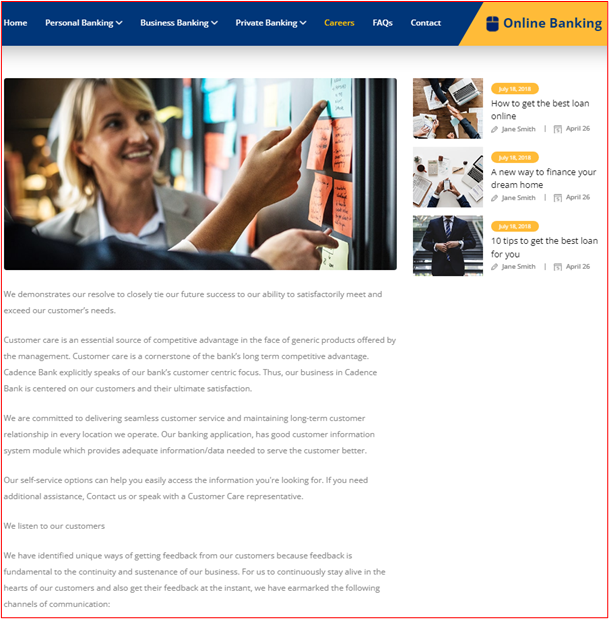 Home Personal Banking Business Banking Private Banking Careers FAQs Contact Online Banking
July 18, 2018
How to get the best loan
online
Jane Smith | April 26
July 18, 2018
A new way to finance your
dream home
Jane Smith | April 26
July 18, 2018
10 tips to get the best loan
for you
Jane Smith | April 26
We demonstrates our resolve to closely tie our future success to our ability to satisfactorily meet and
exceed our customer's needs.
Customer care is an essential source of competitive advantage in the face of generic products offered by
the management. Customer care is a cornerstone of the bank's long term competitive advantage.
Cadence Bank explicitly speaks of our bank's customer centric focus. Thus, our business in Cadence
Bank is centered on our customers and their ultimate satisfaction.
We are committed to delivering seamless customer service and maintaining long-term customer
relationship in every location we operate. Our banking application, has good customer information
system module which provides adequate information/data needed to serve the customer better.
Our self-service options can help you easily access the information you're looking for. If you need
additional assistance, Contact us or speak with a Customer Care representative.
We listen to our customers
We have identified unique ways of getting feedback from our customers because feedback is
fundamental to the continuity and sustenance of our business. For us to continuously stay alive in the
hearts of our customers and also get their feedback at the instant, we have earmarked the following
channels of communication: